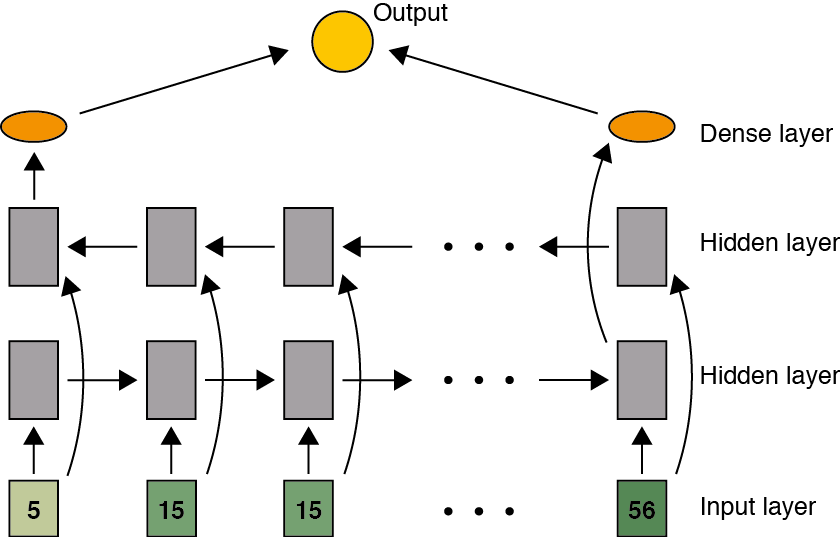 Output
Dense layer
Hidden layer
Hidden layer
5 15 15 . . . 56 Input layer